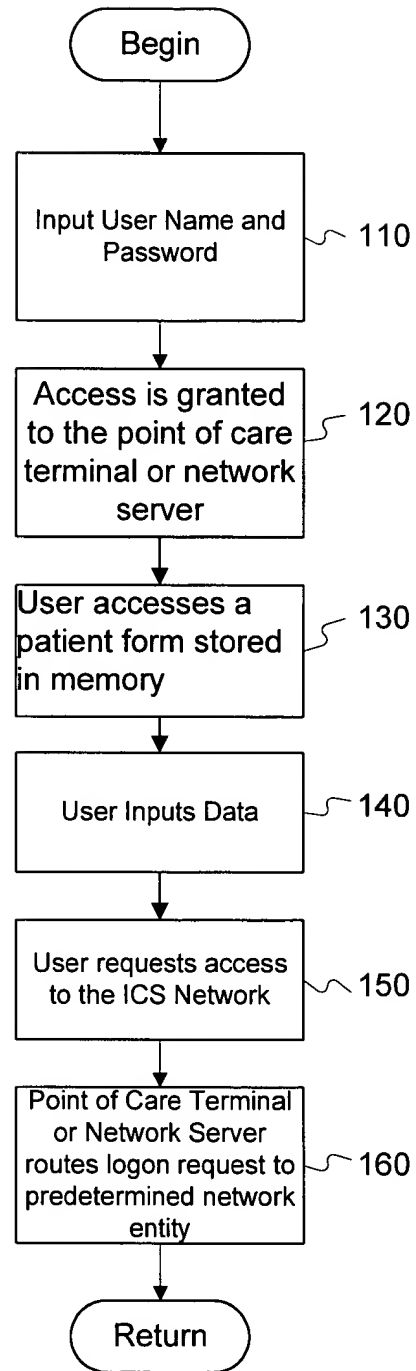 Begin
Input User Name and
Password
110
Access is granted
to the point of care
terminal or network
server
120
User accesses a
patient form stored
in memory
130
User Inputs Data
140
User requests access
to the ICS Network
150
Point of Care Terminal
or Network Server
routes logon request to
predetermined network
entity
160
Return